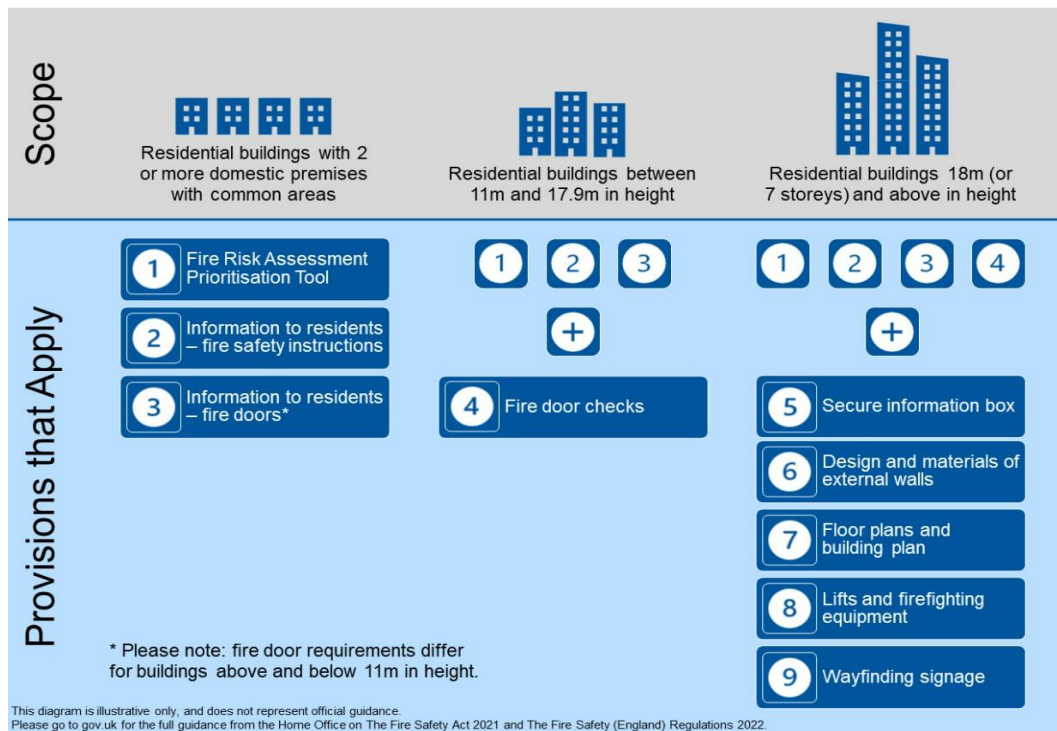 Scope
Residential buildings with 2
or more domestic premises
with common areas
Residential buildings between
11m and 17.9m in height
Residential buildings 18m (or
7 storeys) and above in height
Provisions that Apply
1 Fire Risk Assessment
Prioritisation Tool
2 Information to residents
– fire safety instructions
3 Information to residents
– fire doors*
1 2 3
+
4 Fire door checks
1 2 3 4
+
5 Secure information box
6 Design and materials of
external walls
7 Floor plans and
building plan
8 Lifts and firefighting
equipment
9 Wayfinding signage
* Please note: fire door requirements differ
for buildings above and below 11m in height.
This diagram is illustrative only, and does not represent official guidance.
Please go to gov.uk for the full guidance from the Home Office on The Fire Safety Act 2021 and The Fire Safety (England) Regulations 2022.